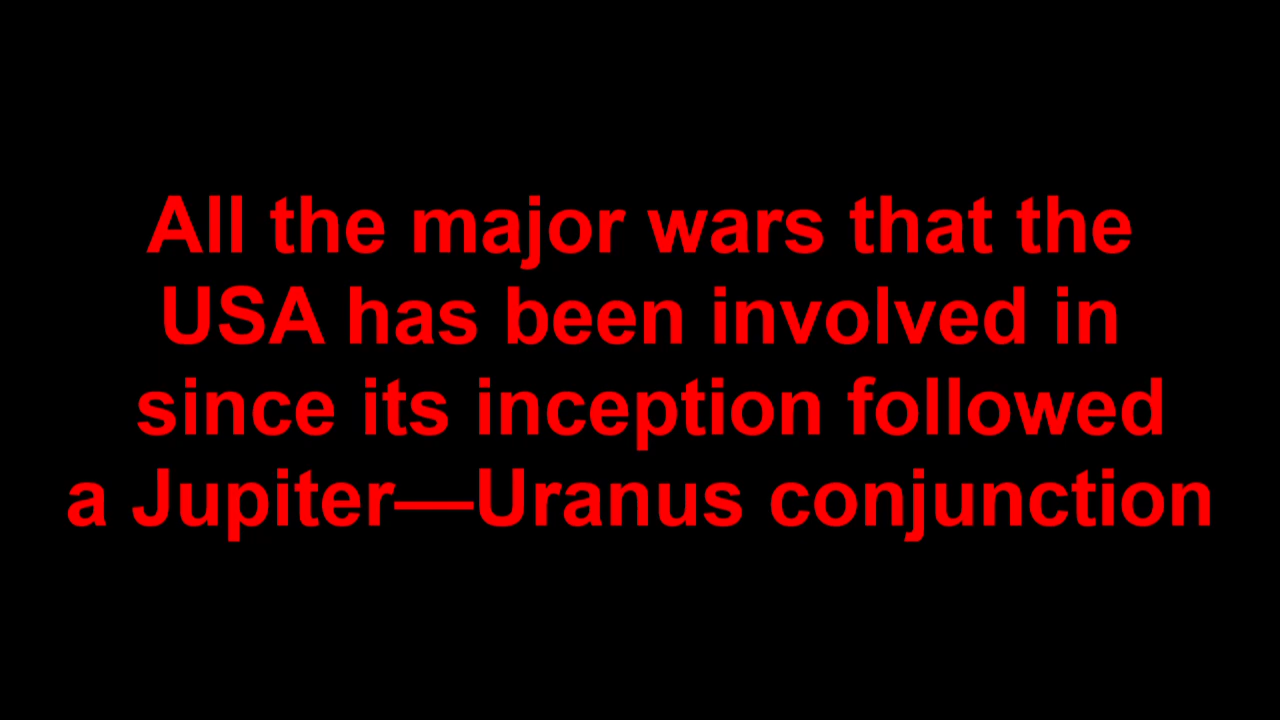 All the major wars that the
USA has been involved in
since its inception followed
a Jupiter—Uranus conjunction